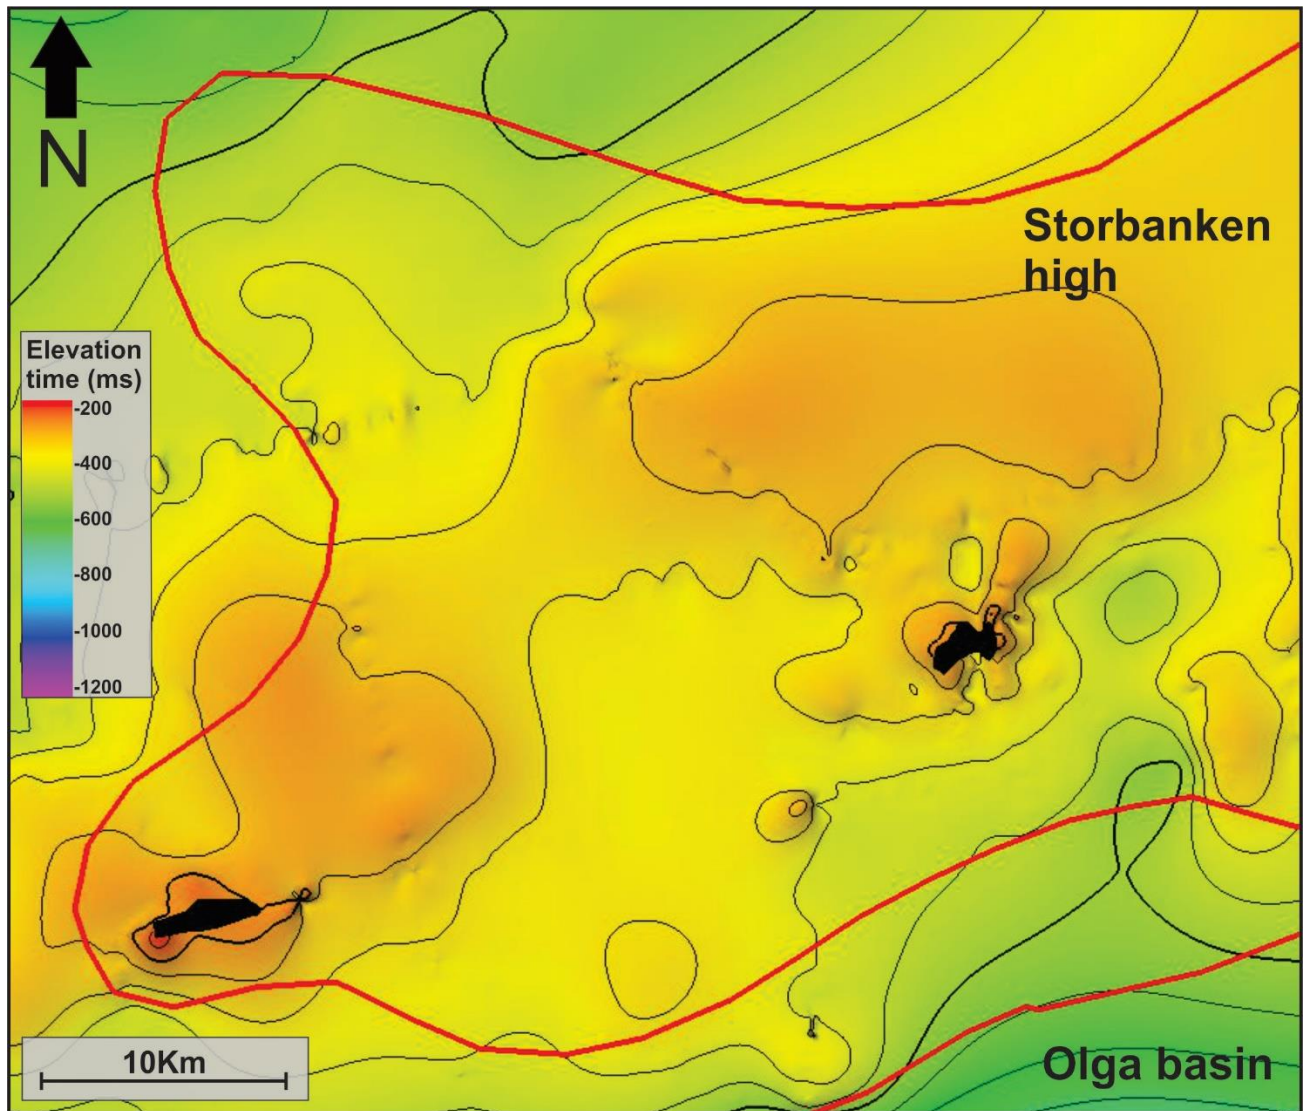 N
Storbanken
high
Elevation
time (ms)
-200
-400
-600
-800
-1000
-1200
10Km
Olga basin